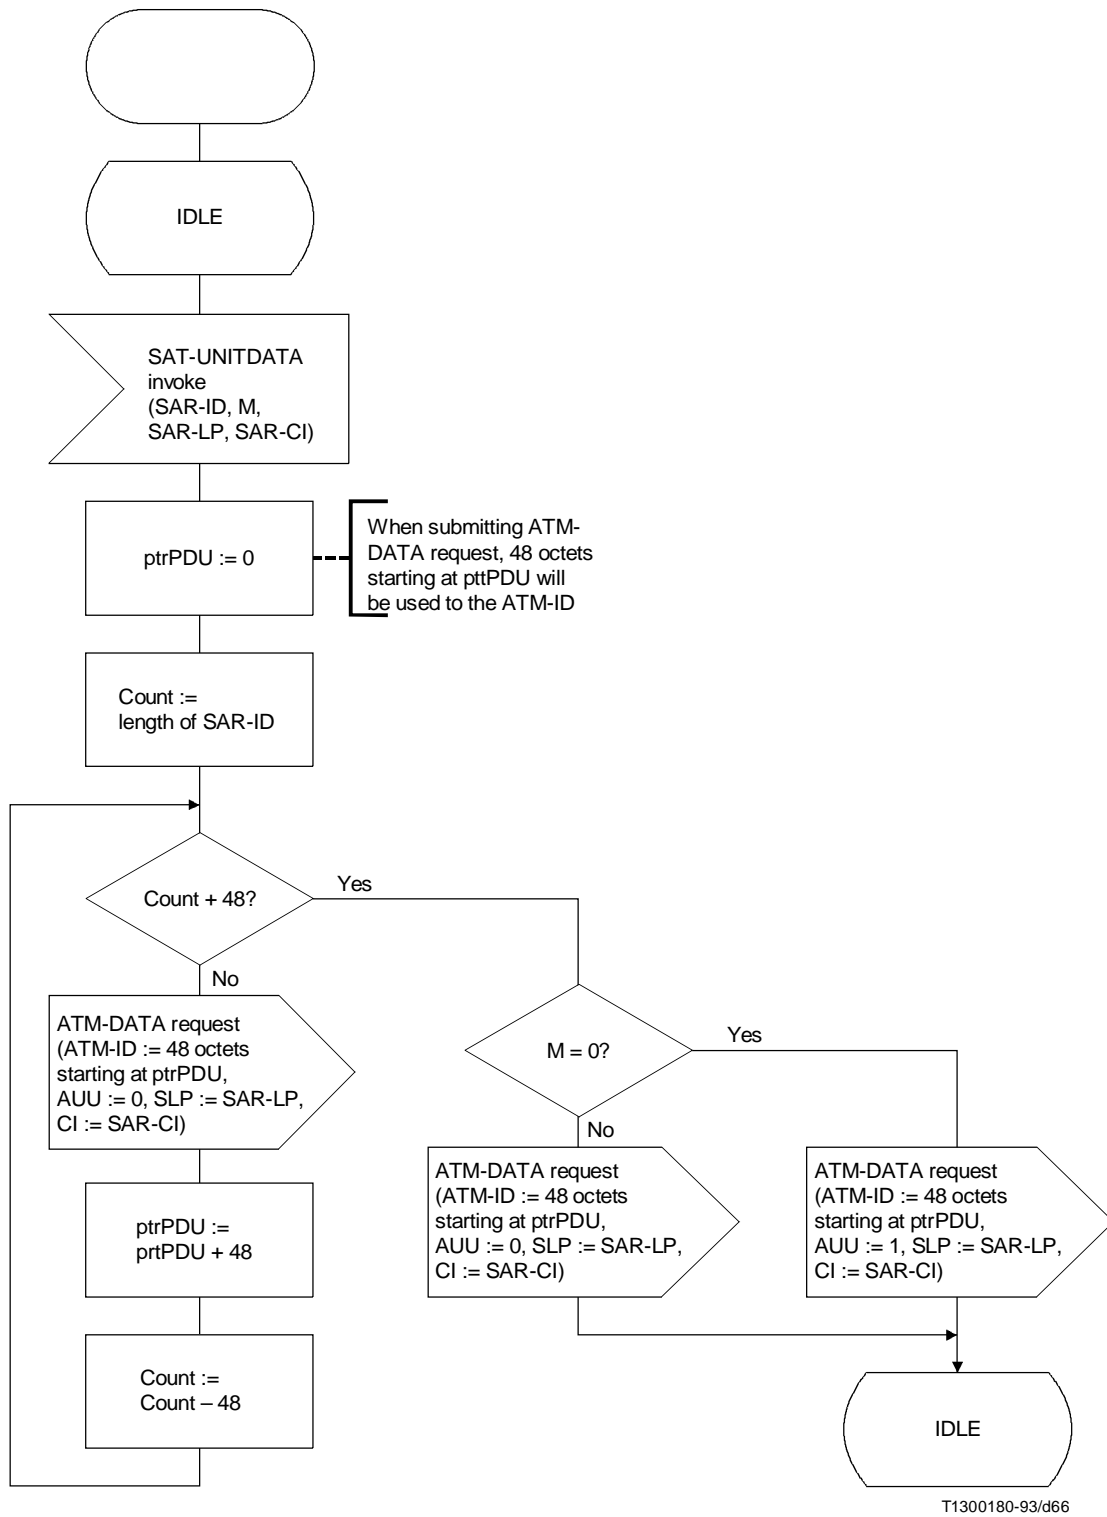 IDLE
SAT-UNITDATA
invoke
(SAR-ID, M,
SAR-LP, SAR-CI)
ptrPDU := 0
When submitting ATM-
DATA request, 48 octets
starting at pttPDU will
be used to the ATM-ID
Count :=
length of SAR-ID
Count + 48?
Yes
No
ATM-DATA request
(ATM-ID := 48 octets
starting at ptrPDU,
AUU := 0, SLP := SAR-LP,
CI := SAR-CI)
ptrPDU :=
prtPDU + 48
Count :=
Count – 48
M = 0?
Yes
No
ATM-DATA request
(ATM-ID := 48 octets
starting at ptrPDU,
AUU := 0, SLP := SAR-LP,
CI := SAR-CI)
ATM-DATA request
(ATM-ID := 48 octets
starting at ptrPDU,
AUU := 1, SLP := SAR-LP,
CI := SAR-CI)
IDLE
T1300180-93/d66